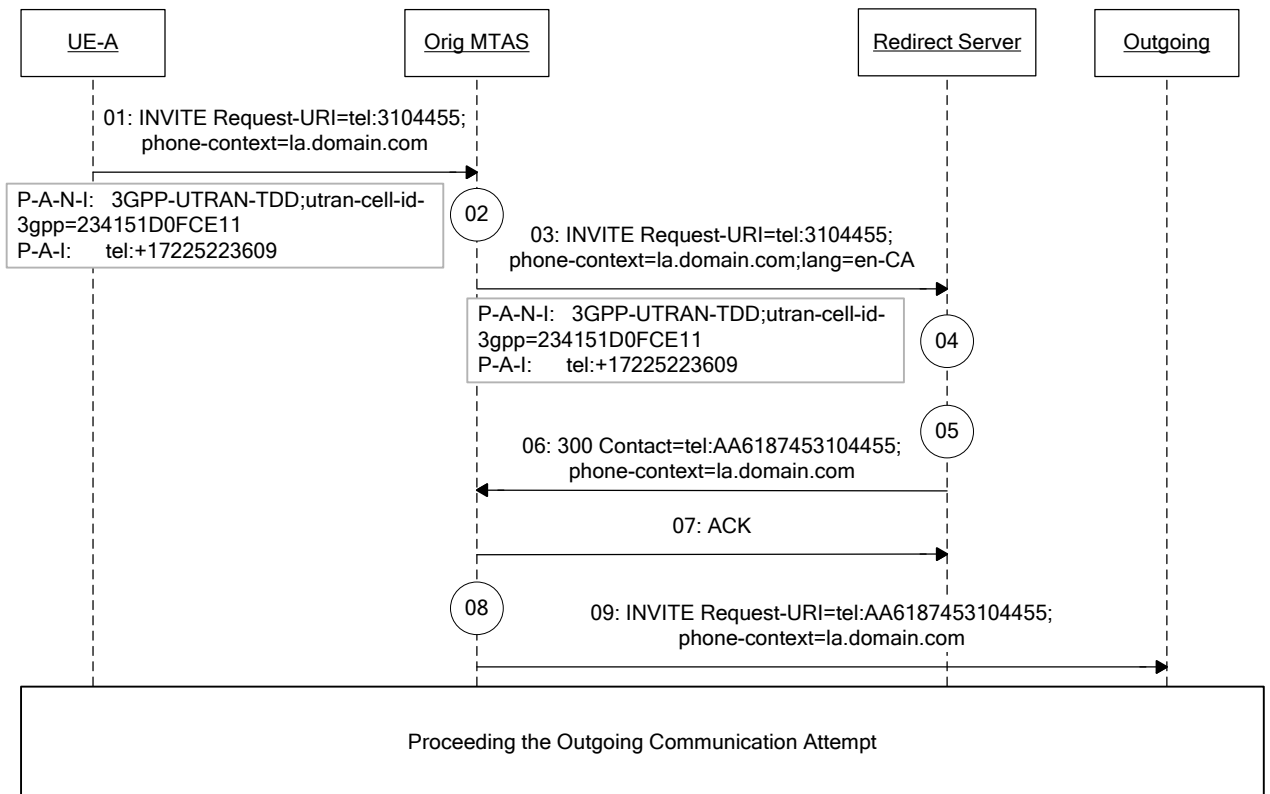 UE-A
Orig MTAS
Redirect Server
Outgoing
01: INVITE Request-URI=tel:3104455;
phone-context=la.domain.com
P-A-N-I: 3GPP-UTRAN-TDD;utran-cell-id-
3gpp=234151D0FCE11
P-A-I: tel:+17225223609
02
03: INVITE Request-URI=tel:3104455;
phone-context=la.domain.com;lang=en-CA
P-A-N-I: 3GPP-UTRAN-TDD;utran-cell-id-
3gpp=234151D0FCE11
P-A-I: tel:+17225223609
04
05
06: 300 Contact=tel:AA6187453104455;
phone-context=la.domain.com
07: ACK
08
09: INVITE Request-URI=tel:AA6187453104455;
phone-context=la.domain.com
Proceeding the Outgoing Communication Attempt